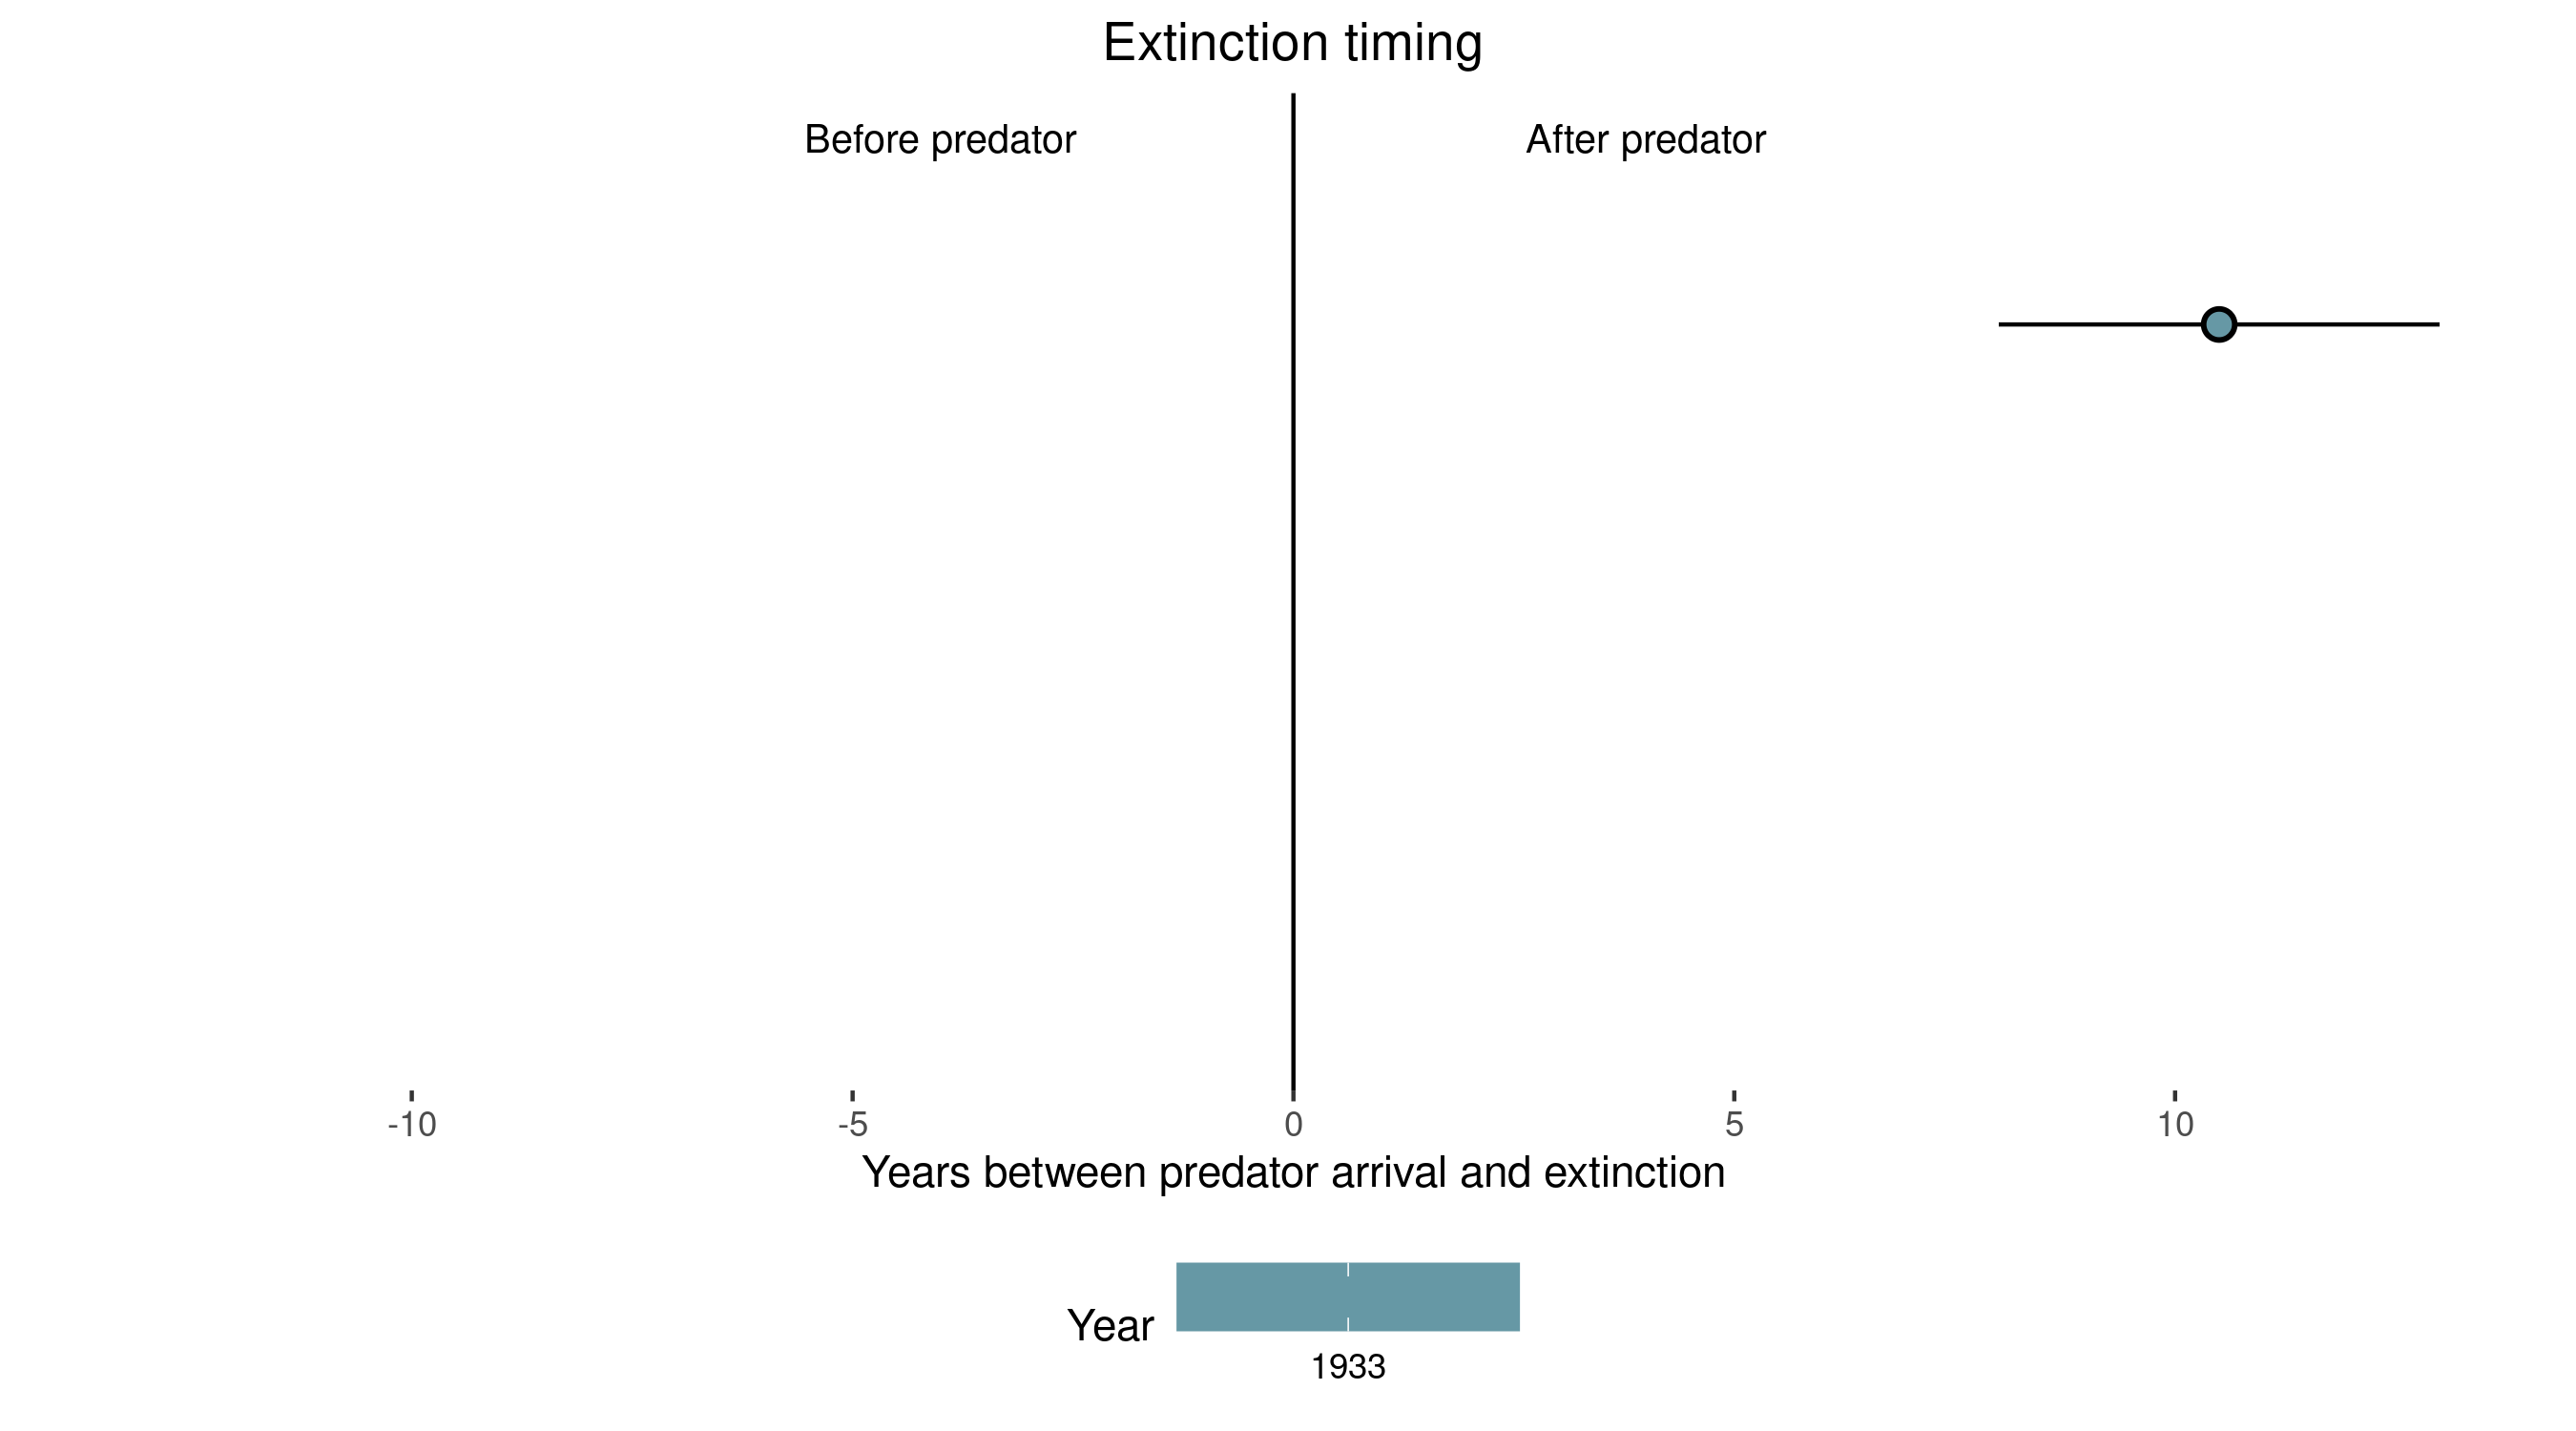 Extinction timing
Before predator After predator
-10 -5 0 5 10
Years between predator arrival and extinction
Year
1933